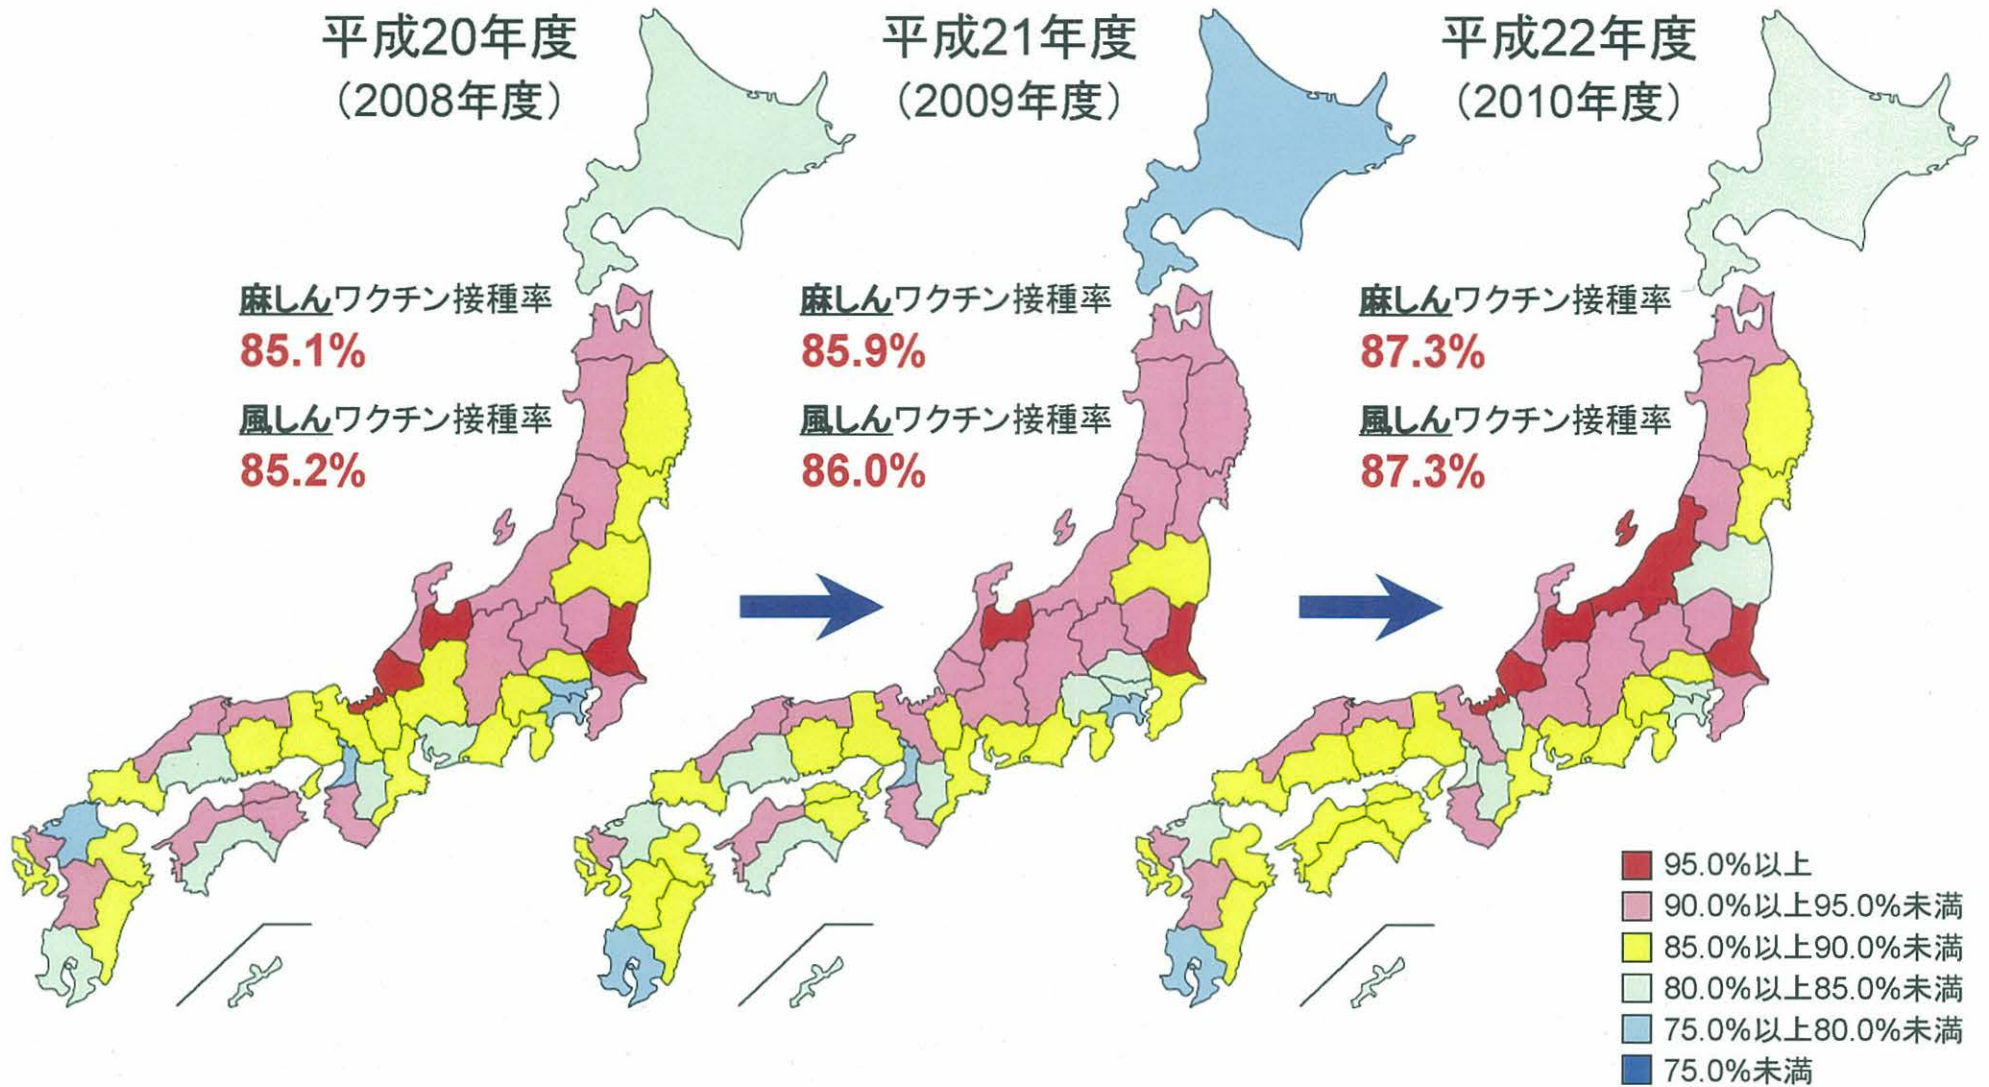 平成20年度
（2008年度）
麻しんワクチン接種率
85.1%
風しんワクチン接種率
85.2%
平成21年度
（2009年度）
麻しんワクチン接種率
85.9%
風しんワクチン接種率
86.0%
平成22年度
（2010年度）
麻しんワクチン接種率
87.3%
風しんワクチン接種率
87.3%
95.0%以上
90.0%以上95.0%未満
85.0%以上90.0%未満
80.0%以上85.0%未満
75.0%以上80.0%未満
75.0%未満